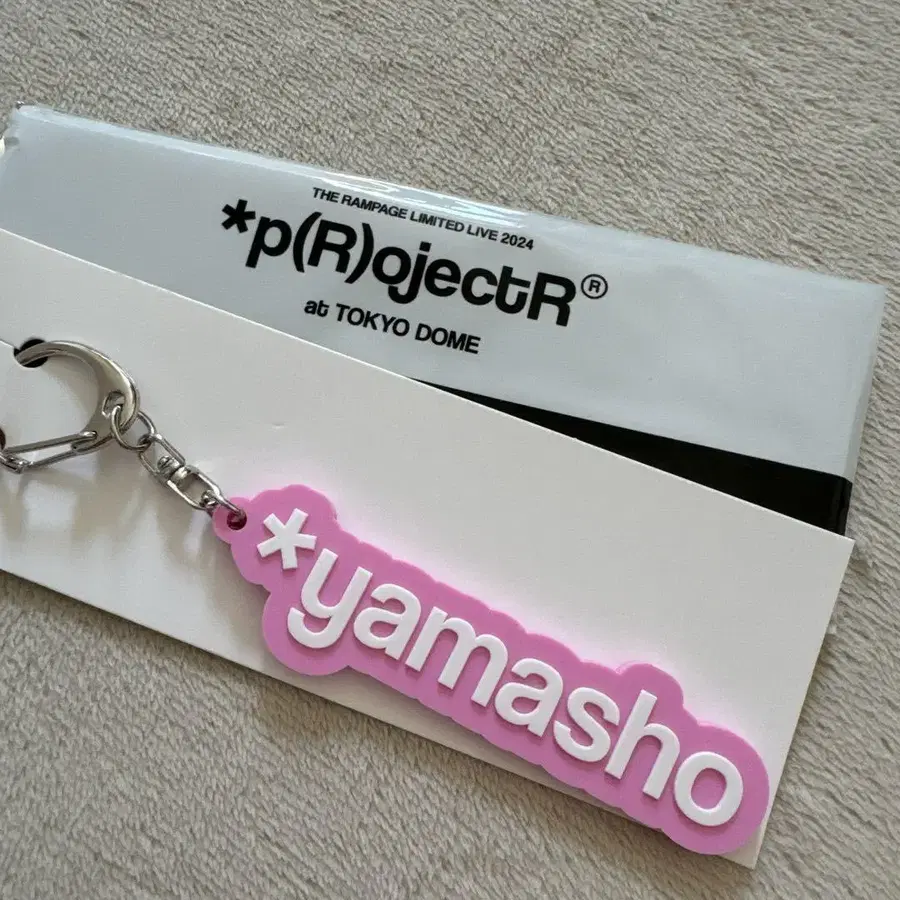 THE RAMPAGE LIMITED LIVE 2024
*p(R)ojectR®
at TOKYO DOME
*yamasho